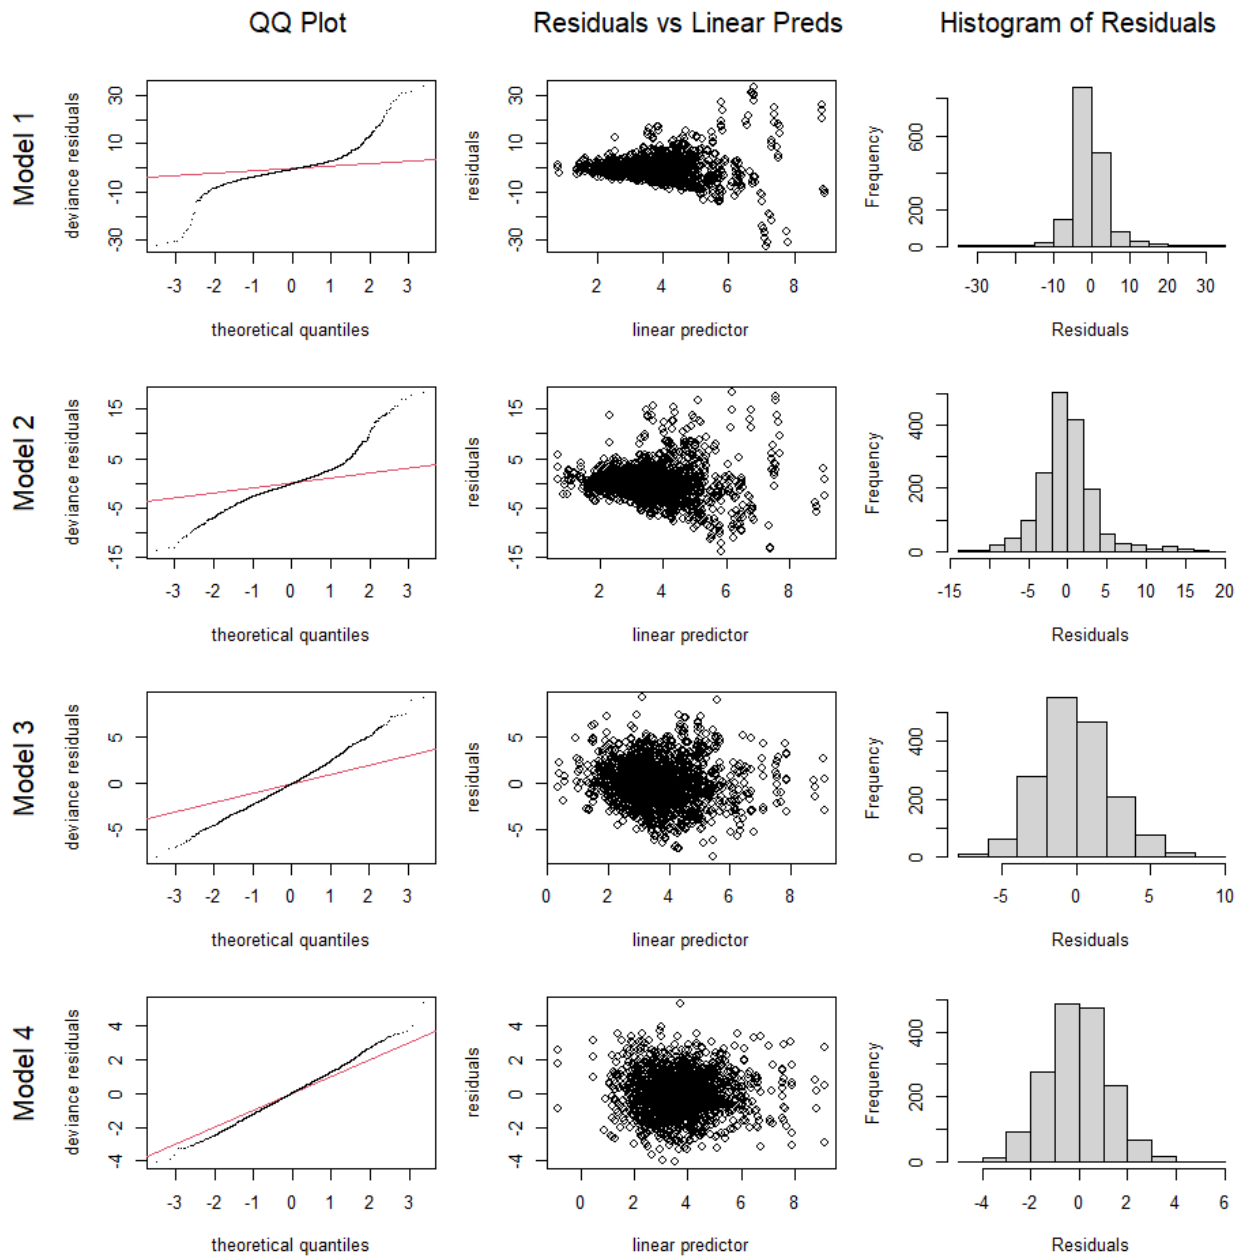 QQ Plot Residuals vs Linear Preds Histogram of Residuals
Model 1
deviance residuals
-30 -10 10 30
-3 -2 -1 0 1 2 3
theoretical quantiles
residuals
-30 -10 10 30
2 4 6 8
linear predictor
Frequency
0 200 600
-30 -10 0 10 20 30
Residuals
Model 2
deviance residuals
-15 -5 5 15
-3 -2 -1 0 1 2 3
theoretical quantiles
residuals
-15 -5 5 15
2 4 6 8
linear predictor
Frequency
0 200 400
-15 -5 0 5 10 15 20
Residuals
Model 3
deviance residuals
-5 0 5
-3 -2 -1 0 1 2 3
theoretical quantiles
residuals
-5 0 5
0 2 4 6 8
linear predictor
Frequency
0 200 400
-5 0 5 10
Residuals
Model 4
deviance residuals
-4 -2 0 2 4
-3 -2 -1 0 1 2 3
theoretical quantiles
residuals
-4 -2 0 2 4
0 2 4 6 8
linear predictor
Frequency
0 200 400
-4 -2 0 2 4 6
Residuals